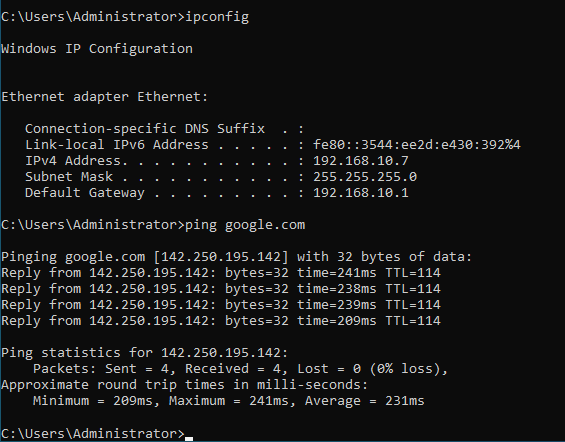 C:\Users\Administrator>ipconfig

Windows IP Configuration


Ethernet adapter Ethernet:

   Connection-specific DNS Suffix  . :
   Link-local IPv6 Address . . . . . : fe80::3544:ee2d:e430:392%4
   IPv4 Address. . . . . . . . . . . : 192.168.10.7
   Subnet Mask . . . . . . . . . . . : 255.255.255.0
   Default Gateway . . . . . . . . . : 192.168.10.1

C:\Users\Administrator>ping google.com

Pinging google.com [142.250.195.142] with 32 bytes of data:
Reply from 142.250.195.142: bytes=32 time=241ms TTL=114
Reply from 142.250.195.142: bytes=32 time=238ms TTL=114
Reply from 142.250.195.142: bytes=32 time=239ms TTL=114
Reply from 142.250.195.142: bytes=32 time=209ms TTL=114

Ping statistics for 142.250.195.142:
    Packets: Sent = 4, Received = 4, Lost = 0 (0% loss),
Approximate round trip times in milli-seconds:
    Minimum = 209ms, Maximum = 241ms, Average = 231ms

C:\Users\Administrator>